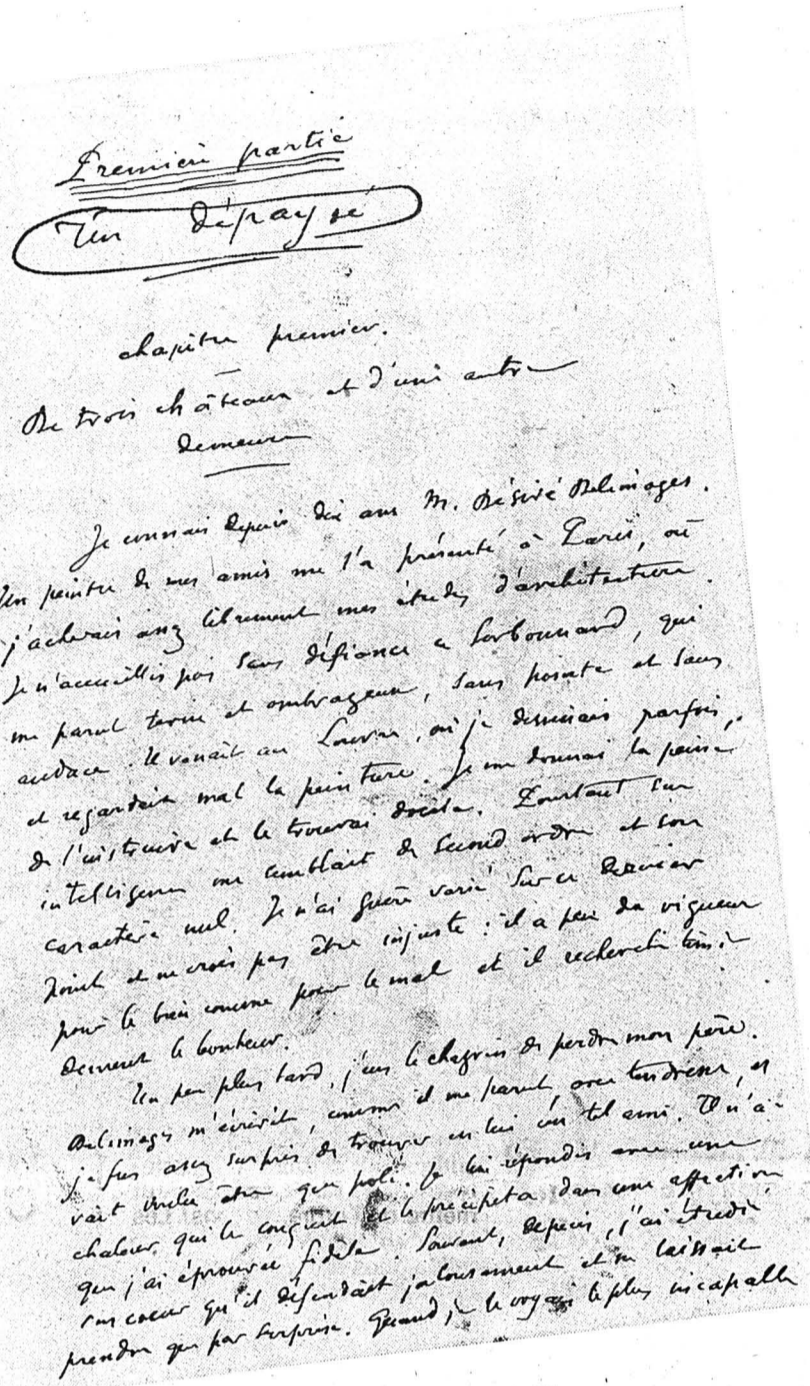 Première partie
Un dépaysé
chapitre premier.
De trois châteaux et d'une autre
demeure
Je connais depuis dix ans M. Désiré Delimoges.
Un peintre de mes amis me l'a présenté à Paris, où
j'achevais assez librement mes études d'architecture.
Je n'accueillis pas sans défiance ce Sorbonnard, qui
me parut terne et ombrageux, sans pointe et sans
audace. Il venait au Louvre, où je dessinais parfois,
et regardait mal la peinture. Je me donnai la peine
de l'instruire et le trouvai docile. Pourtant son
intelligence me semblait de second ordre et son
caractère nul. Je n'ai guère varié sur ce dernier
point et ne crois pas être injuste : il a peu de vigueur
pour le bien comme pour le mal et il recherche timi-
dement le bonheur.
Un peu plus tard, j'eus le chagrin de perdre mon père.
Delimoges m'écrivit, comme il me parut, avec tendresse, et
je fus assez surpris de trouver en lui un tel ami. Il n'a-
vait voulu être que poli. Je lui répondis avec une
chaleur qui le conquit et le précipita dans une affection
que j'ai éprouvée fidèle. Souvent, depuis, j'ai étudié
son coeur qu'il défendait jalousement et ne laissait
prendre que par surprise. Quand je le voyais le plus incapable